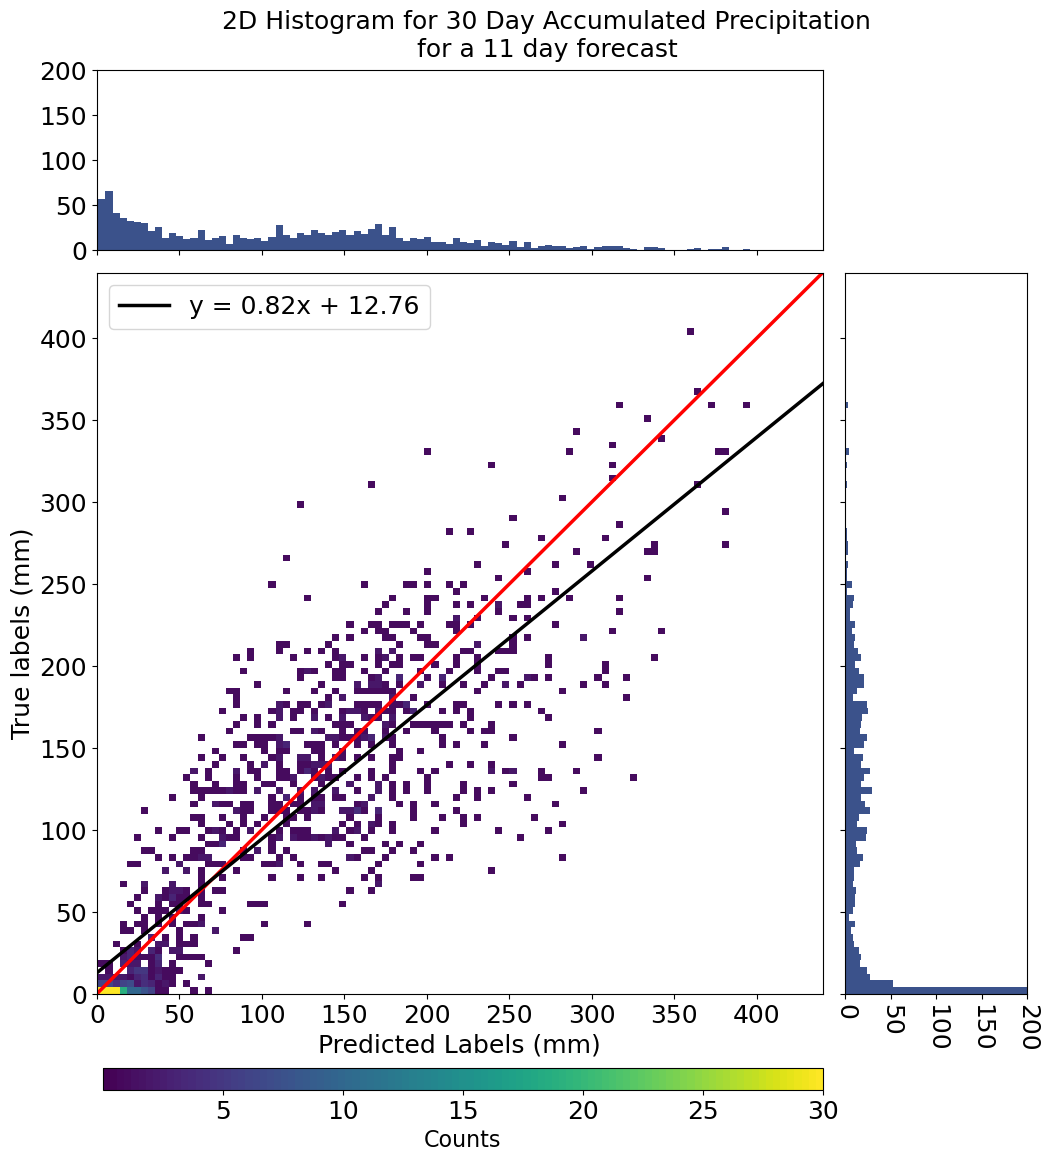 2D Histogram for 30 Day Accumulated Precipitation
for a 11 day forecast
200
150
100
50
0
y = 0.82x + 12.76
400
350
300
250
200
150
100
50
0
True labels (mm)
0 50 100 150 200 250 300 350 400
Predicted Labels (mm)
0 50 100 150 200
5 10 15 20 25 30
Counts